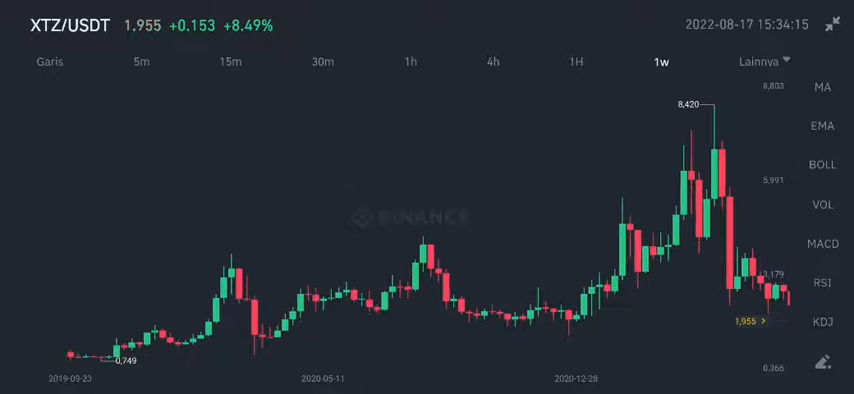 XTZ/USDT 1.955 +0.153 +8.49% 2022-08-17 15:34:15
Garis 5m 15m 30m 1h 4h 1H 1w Lainnya
8,803
MA
8,420
EMA
BOLL
5,991
VOL
BINANCE
MACD
3,179
RSI
1,955
KDJ
0,749
0,366
2019-09-23 2020-05-11 2020-12-28